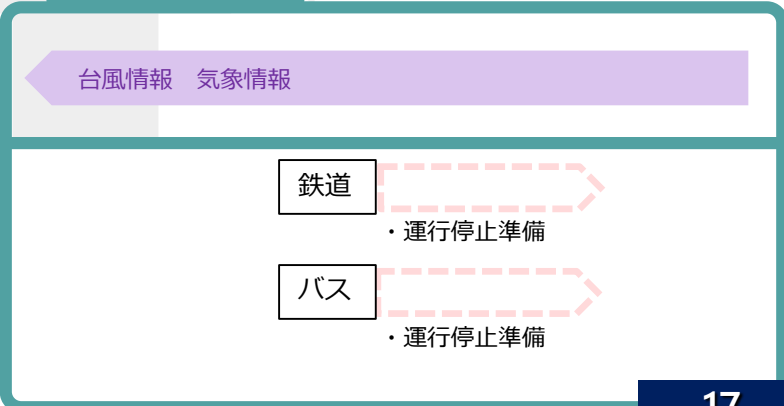 台風情報　気象情報
鉄道
・運行停止準備
バス
・運行停止準備
17